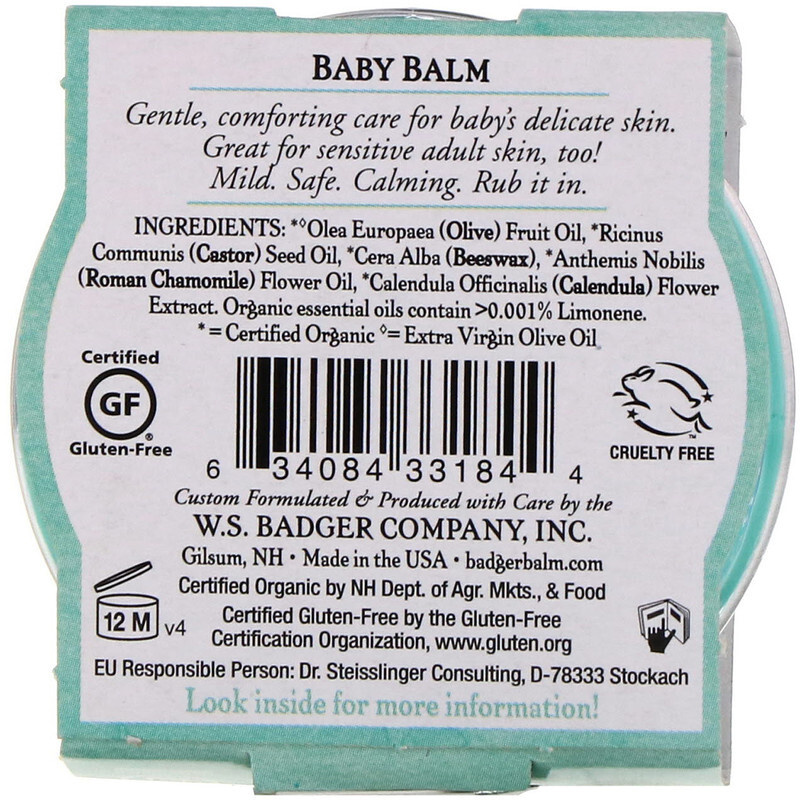 BABY BALM
Gentle, comforting care for baby's delicate skin.
Great for sensitive adult skin, too!
Mild. Safe. Calming. Rub it in.
INGREDIENTS: *◊Olea Europaea (Olive) Fruit Oil, *Ricinus
Communis (Castor) Seed Oil, *Cera Alba (Beeswax), *Anthemis Nobilis
(Roman Chamomile) Flower Oil, *Calendula Officinalis (Calendula) Flower
Extract. Organic essential oils contain >0.001% Limonene.
* = Certified Organic ◊= Extra Virgin Olive Oil
Certified
GF
®
Gluten-Free
6 34084 33184 4
™
CRUELTY FREE
Custom Formulated & Produced with Care by the
W.S. BADGER COMPANY, INC.
Gilsum, NH • Made in the USA • badgerbalm.com
Certified Organic by NH Dept. of Agr. Mkts., & Food
12 M v4
Certified Gluten-Free by the Gluten-Free
Certification Organization, www.gluten.org
EU Responsible Person: Dr. Steisslinger Consulting, D-78333 Stockach
Look inside for more information!